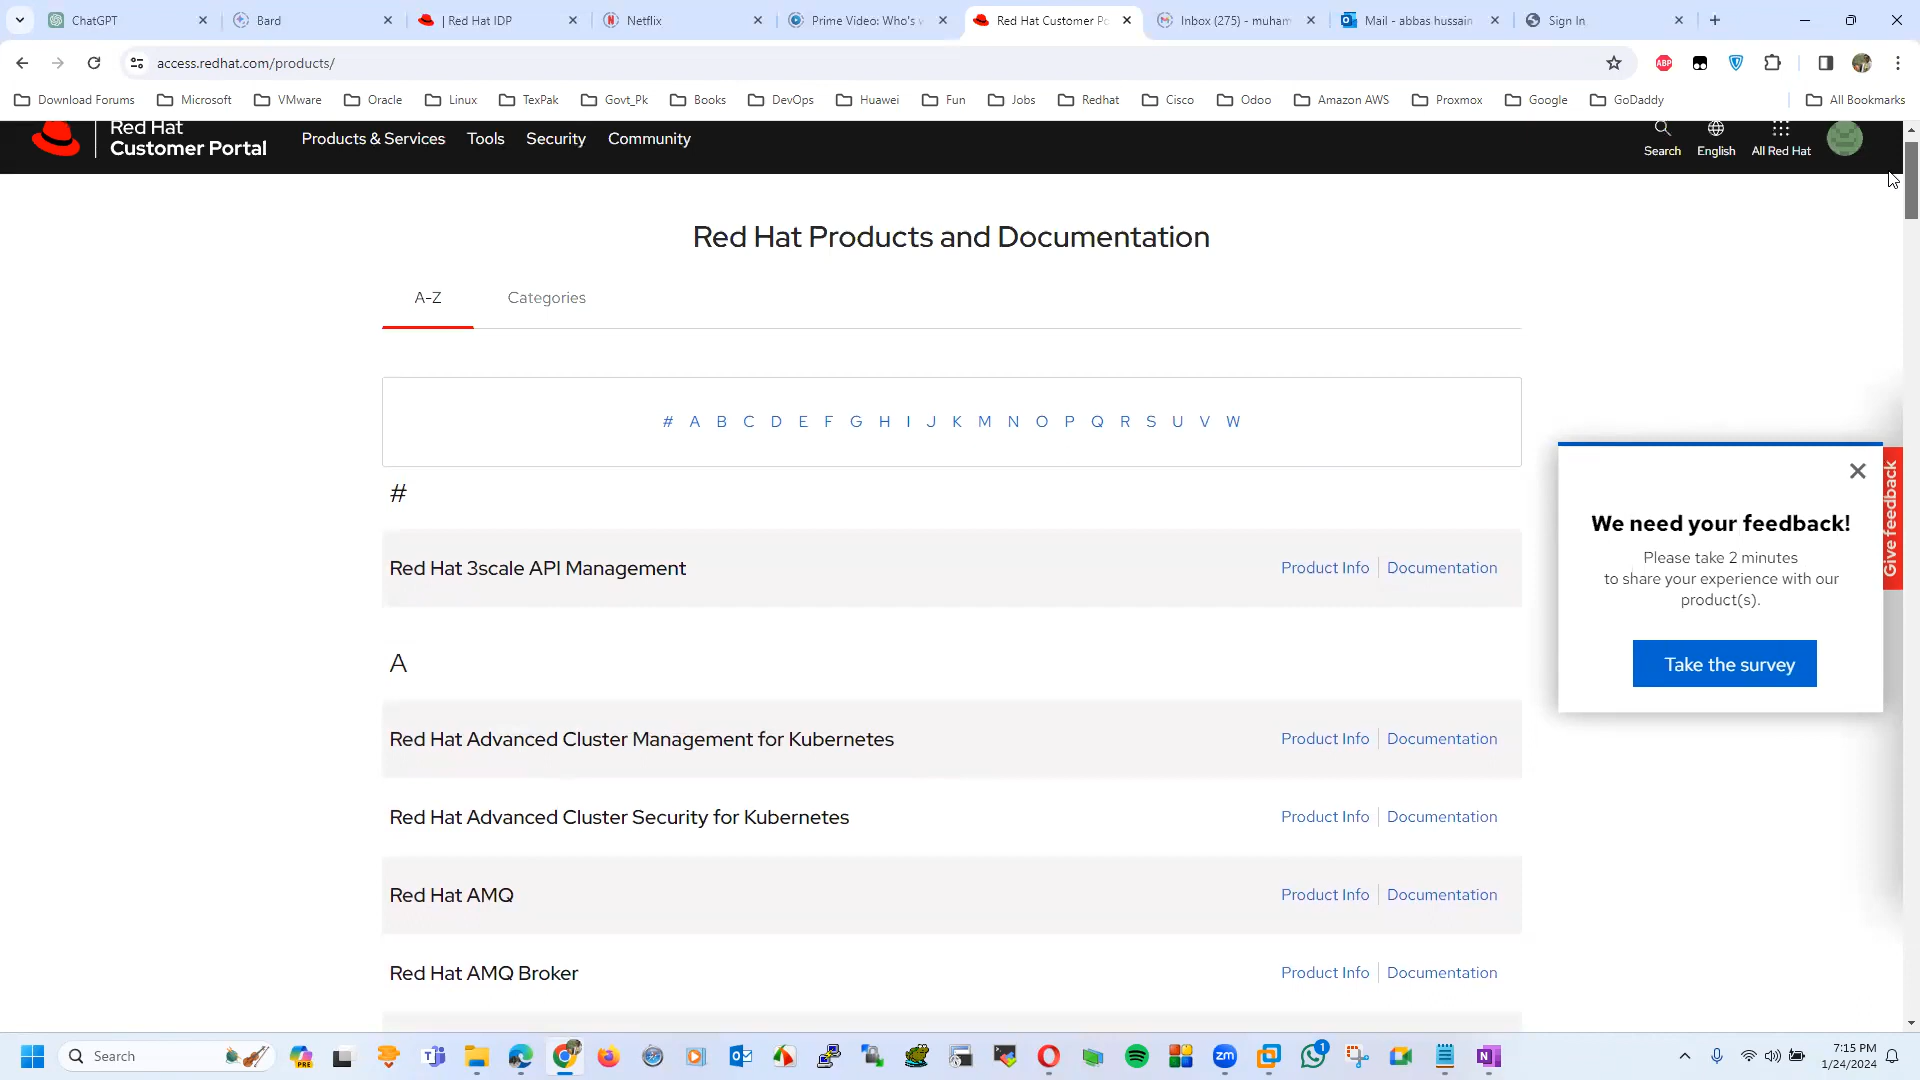 ChatGPT
Bard
| Red Hat IDP
Netflix
Prime Video: Who's
Red Hat Customer Po
Inbox (275) - muham
Mail - abbas hussain
Sign In
access.redhat.com/products/
ABP
Download Forums
Microsoft
VMware
Oracle
Linux
TexPak
Govt_Pk
Books
DevOps
Huawei
Fun
Jobs
Redhat
Cisco
Odoo
Amazon AWS
Proxmox
Google
GoDaddy
All Bookmarks
Red Hat
Customer Portal
Products & Services
Tools
Security
Community
Search
English
All Red Hat
Red Hat Products and Documentation
A-Z
Categories
# A B C D E F G H I J K M N O P Q R S U V W
#
Red Hat 3scale API Management
Product Info
Documentation
A
Red Hat Advanced Cluster Management for Kubernetes
Product Info
Documentation
Red Hat Advanced Cluster Security for Kubernetes
Product Info
Documentation
Red Hat AMQ
Product Info
Documentation
Red Hat AMQ Broker
Product Info
Documentation
We need your feedback!
Please take 2 minutes
to share your experience with our
product(s).
Take the survey
Give feedback
Search
PRE
zm
1
7:15 PM
1/24/2024